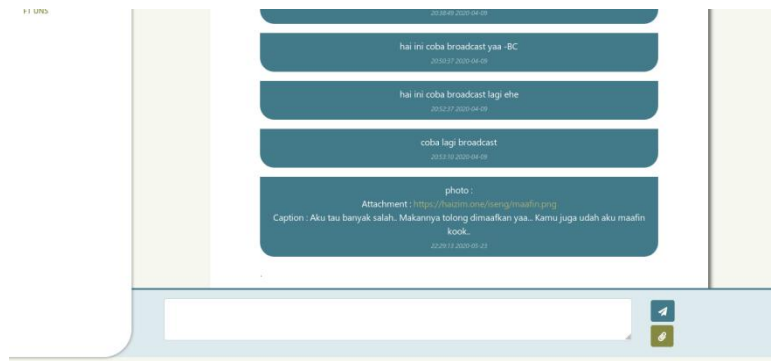 FT UNS
20:38:49 2020-04-09
hai ini coba broadcast yaa -BC
20:50:37 2020-04-09
hai ini coba broadcast lagi ehe
20:52:37 2020-04-09
coba lagi broadcast
20:53:10 2020-04-09
photo :
Attachment : https://haizim.one/iseng/maafin.png
Caption : Aku tau banyak salah.. Makannya tolong dimaafkan yaa... Kamu juga udah aku maafin
kook..
22:29:13 2020-05-23